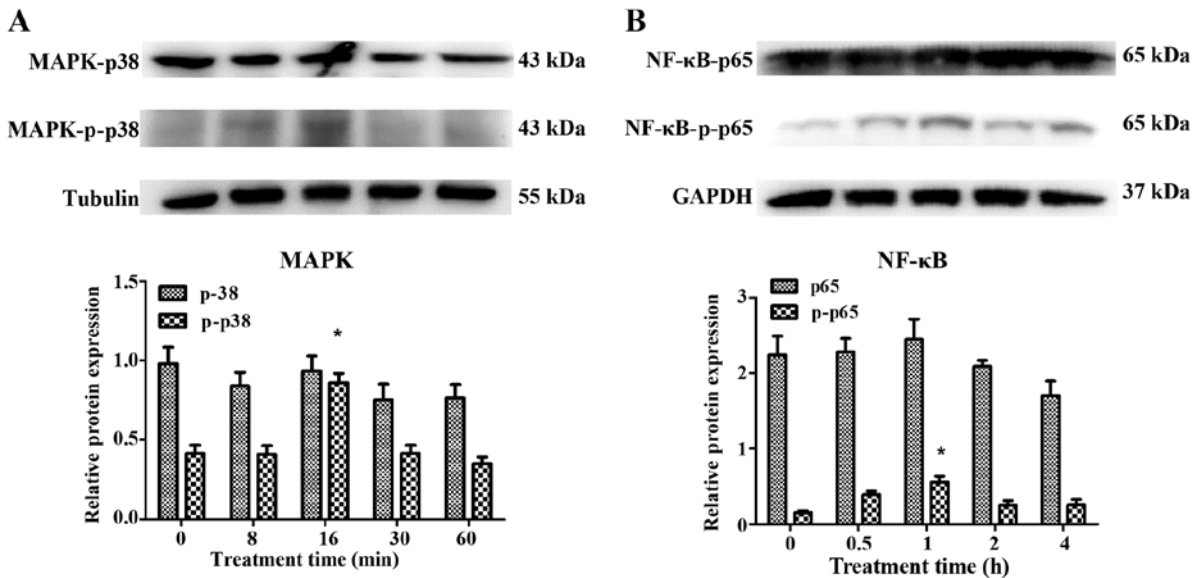 A
MAPK-p38 43 kDa
MAPK-p-p38 43 kDa
Tubulin 55 kDa
MAPK
p-38
p-p38
*
Relative protein expression
1.5
1.0
0.5
0.0
0 8 16 30 60
Treatment time (min)
B
NF-κB-p65 65 kDa
NF-κB-p-p65 65 kDa
GAPDH 37 kDa
NF-κB
p65
p-p65
*
Relative protein expression
3
2
1
0
0 0.5 1 2 4
Treatment time (h)